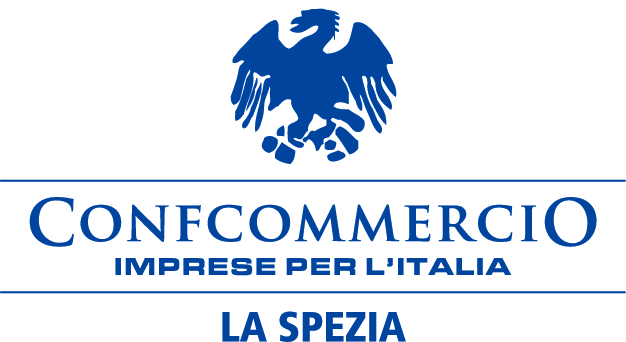 CONFCOMMERCIO
IMPRESE PER L'ITALIA
LA SPEZIA